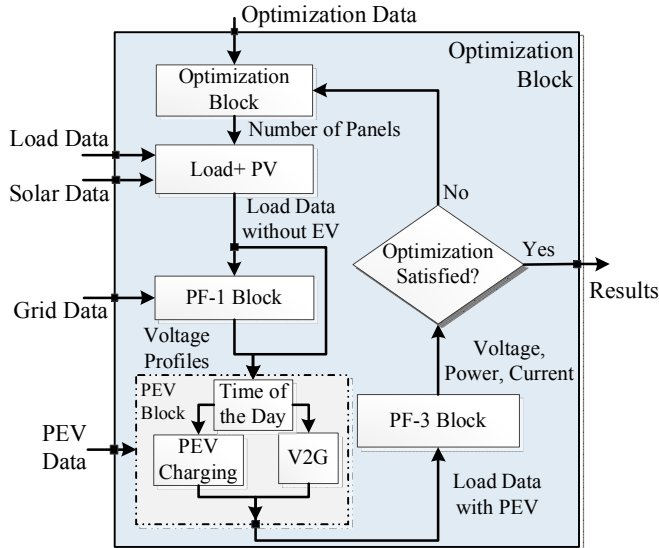 Optimization Data
Optimization
Block
Optimization
Block
Number of Panels
Load Data
Solar Data
Load+ PV
Load Data
without EV
No
Optimization
Satisfied?
Yes
Results
Grid Data
PF-1 Block
Voltage
Profiles
Voltage,
Power, Current
PEV
Block
Time of
the Day
PEV
Data
PEV
Charging
V2G
PF-3 Block
Load Data
with PEV